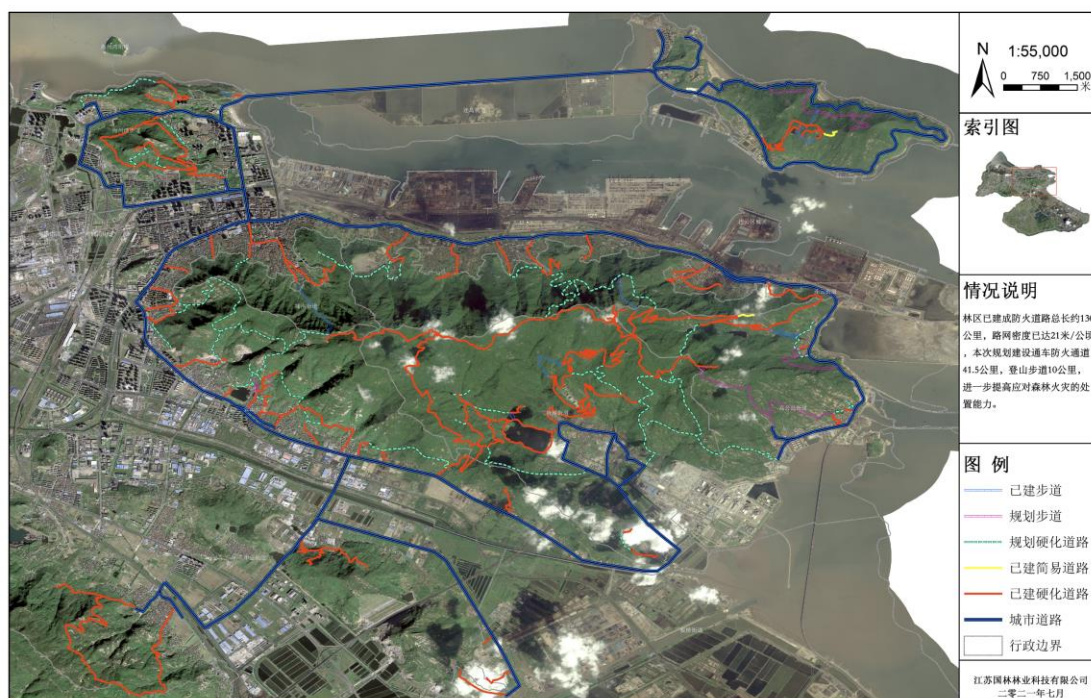 N
1:55,000
0 750 1,500
米
索引图
情况说明
林区已建成防火道路总长约130
公里，路网密度已达21米/公顷
，本次规划建设通车防火通道
41.5公里，登山步道10公里，
进一步提高应对森林火灾的处
置能力。
图 例
已建步道
规划步道
规划硬化道路
已建简易道路
已建硬化道路
城市道路
行政边界
江苏国林林业科技有限公司
二零二一年七月